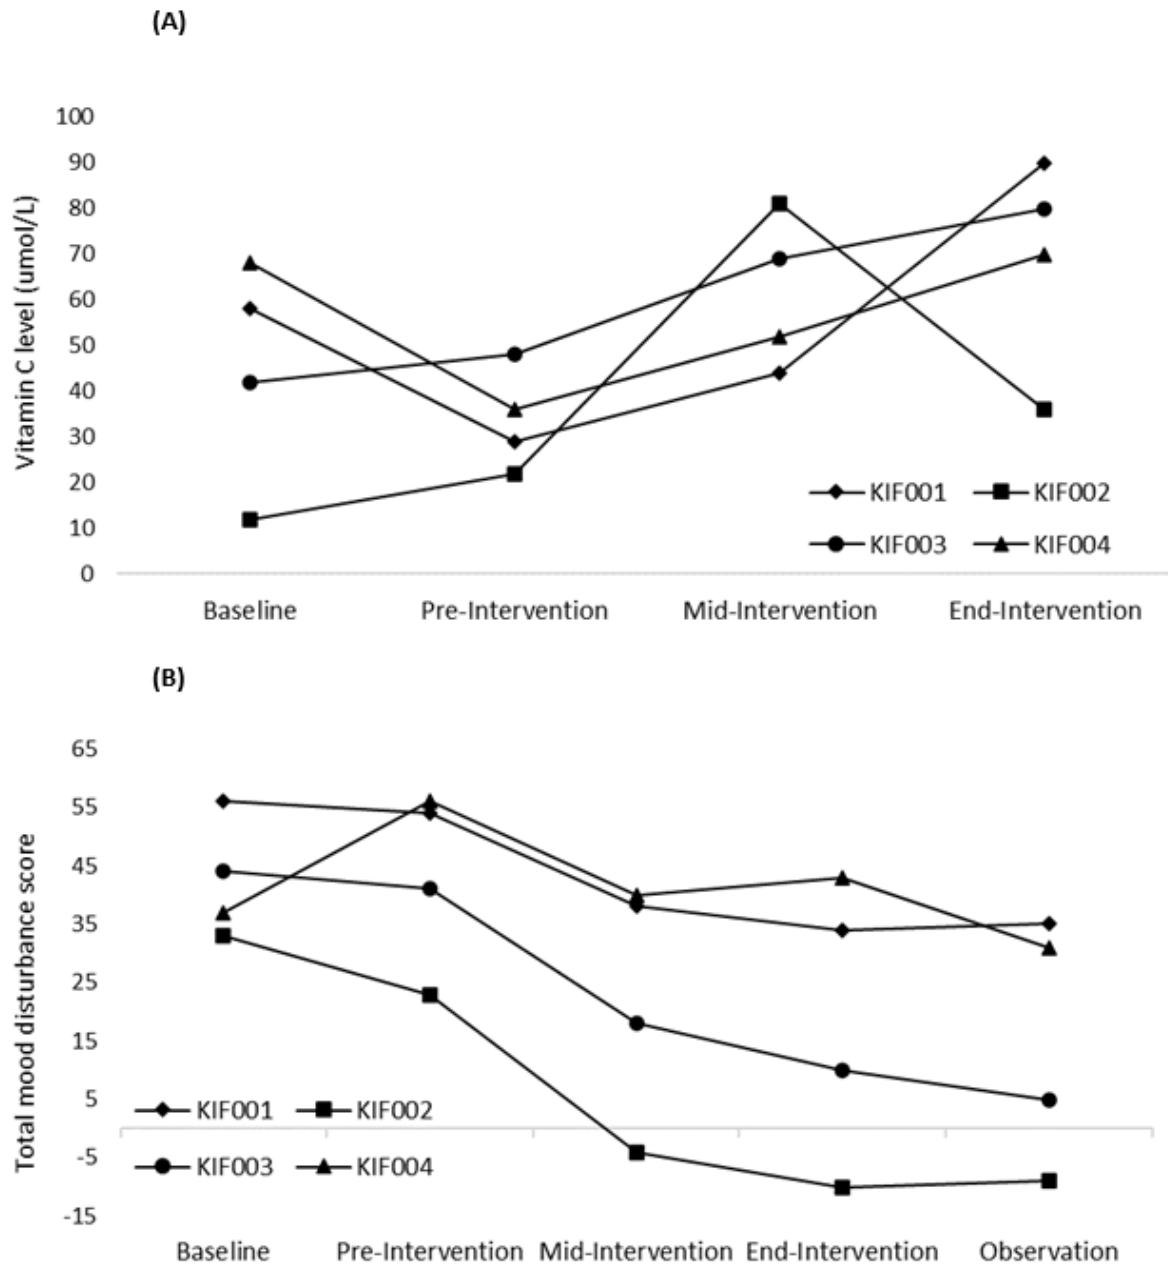 (A)
Vitamin C level (umol/L)
100
90
80
70
60
50
40
30
20
10
0
KIF001 KIF002
KIF003 KIF004
Baseline Pre-Intervention Mid-Intervention End-Intervention
(B)
Total mood disturbance score
65
55
45
35
25
15
5
-5
-15
KIF001 KIF002
KIF003 KIF004
Baseline Pre-Intervention Mid-Intervention End-Intervention Observation